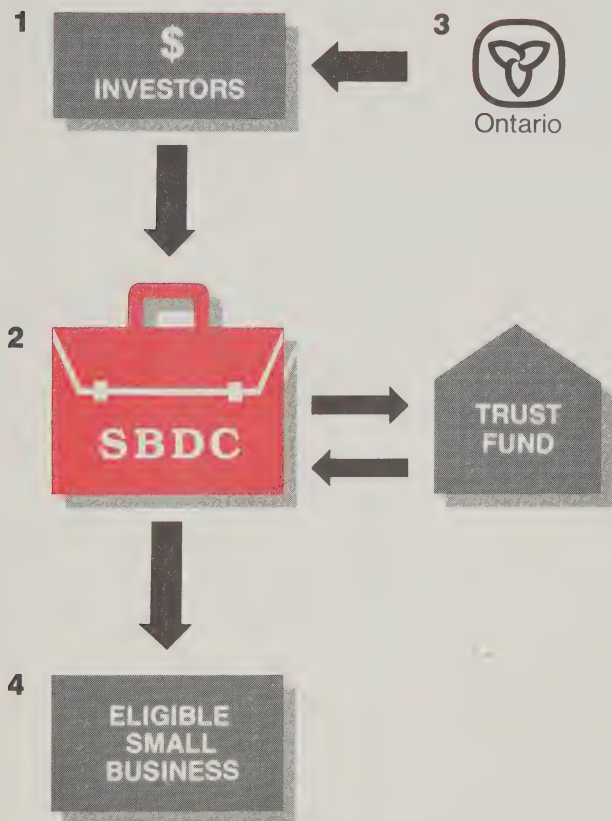 1
$
INVESTORS
3
Ontario
2
SBDC
TRUST
FUND
4
ELIGIBLE
SMALL
BUSINESS